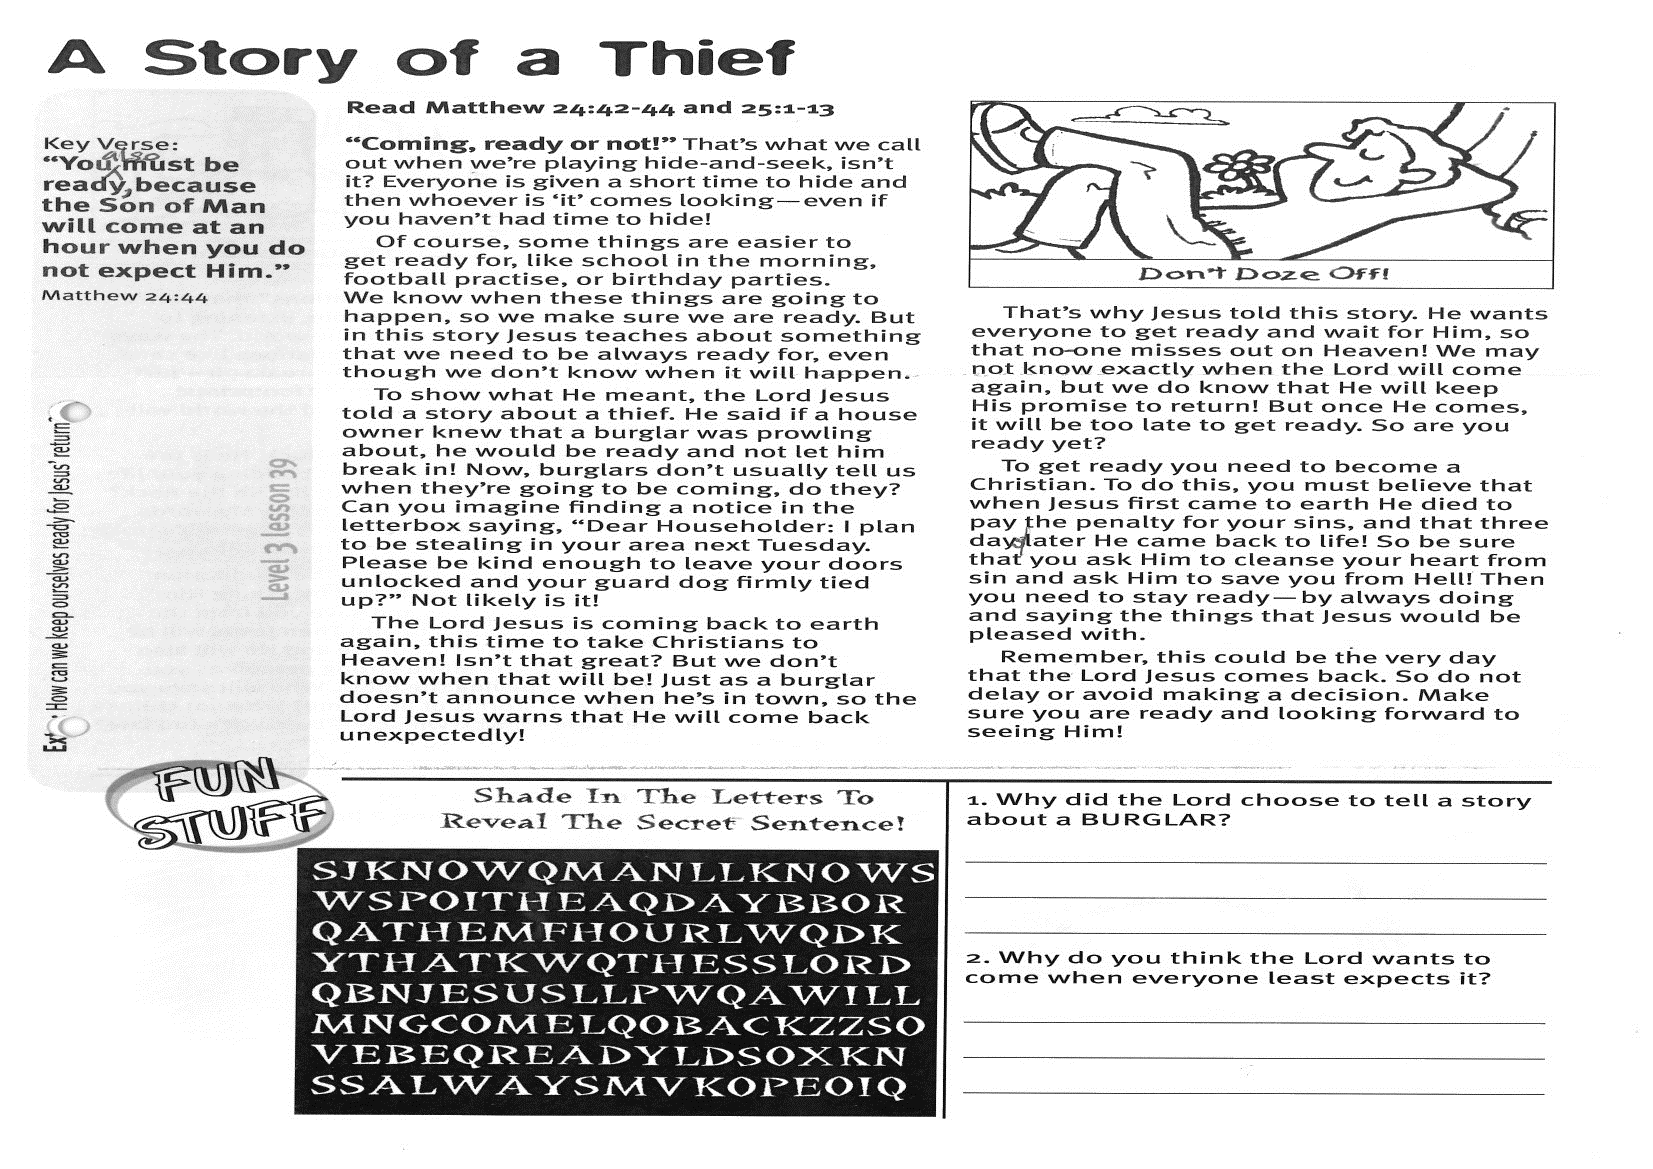 A Story of a Thief
Key Verse:
“You also must be
ready, because
the Son of Man
will come at an
hour when you do
not expect Him.”
Matthew 24:44
How can we keep ourselves ready for Jesus’ return
Level 3 lesson 39
Read Matthew 24:42-44 and 25:1-13
“Coming, ready or not!” That’s what we call
out when we’re playing hide-and-seek, isn’t
it? Everyone is given a short time to hide and
then whoever is ‘it’ comes looking—even if
you haven’t had time to hide!
Of course, some things are easier to
get ready for, like school in the morning,
football practise, or birthday parties.
We know when these things are going to
happen, so we make sure we are ready. But
in this story Jesus teaches about something
that we need to be always ready for, even
though we don’t know when it will happen.
To show what He meant, the Lord Jesus
told a story about a thief. He said if a house
owner knew that a burglar was prowling
about, he would be ready and not let him
break in! Now, burglars don’t usually tell us
when they’re going to be coming, do they?
Can you imagine finding a notice in the
letterbox saying, “Dear Householder: I plan
to be stealing in your area next Tuesday.
Please be kind enough to leave your doors
unlocked and your guard dog firmly tied
up?” Not likely is it!
The Lord Jesus is coming back to earth
again, this time to take Christians to
Heaven! Isn’t that great? But we don’t
know when that will be! Just as a burglar
doesn’t announce when he’s in town, so the
Lord Jesus warns that He will come back
unexpectedly!
Don’t Doze Off!
That’s why Jesus told this story. He wants
everyone to get ready and wait for Him, so
that no-one misses out on Heaven! We may
not know exactly when the Lord will come
again, but we do know that He will keep
His promise to return! But once He comes,
it will be too late to get ready. So are you
ready yet?
To get ready you need to become a
Christian. To do this, you must believe that
when Jesus first came to earth He died to
pay the penalty for your sins, and that three
days later He came back to life! So be sure
that you ask Him to cleanse your heart from
sin and ask Him to save you from Hell! Then
you need to stay ready—by always doing
and saying the things that Jesus would be
pleased with.
Remember, this could be the very day
that the Lord Jesus comes back. So do not
delay or avoid making a decision. Make
sure you are ready and looking forward to
seeing Him!
FUN
STUFF
Shade In The Letters To
Reveal The Secret Sentence!
SJKNOWQMANLLKNOWS
WSPOITHEAQDAYBBOR
QATHEMFHOURLWQDK
YTHATKWQTHESSLORD
QBNJESUSLLPWQAWILL
MNGCOMELQOBACKZZSO
VEBEQREADYLDSOXKN
SSALWAYSMVKOPEOIQ
1. Why did the Lord choose to tell a story
about a BURGLAR?
2. Why do you think the Lord wants to
come when everyone least expects it?